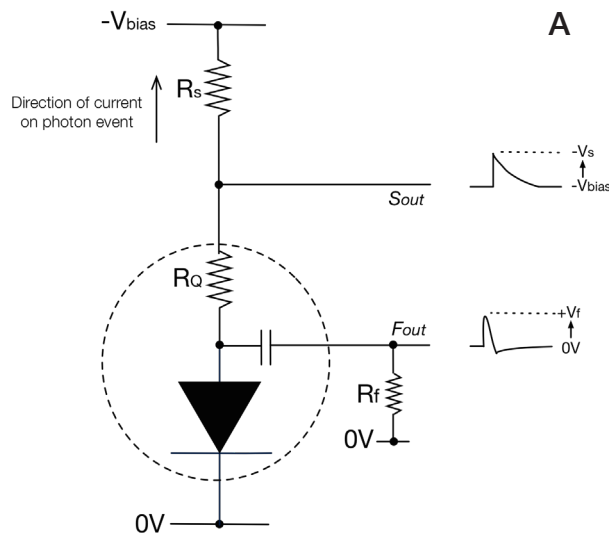 -Vbias
A
Rs
Direction of current
on photon event
-Vs
-Vbias
Sout
RQ
+Vf
Fout
0V
Rf
0V
0V